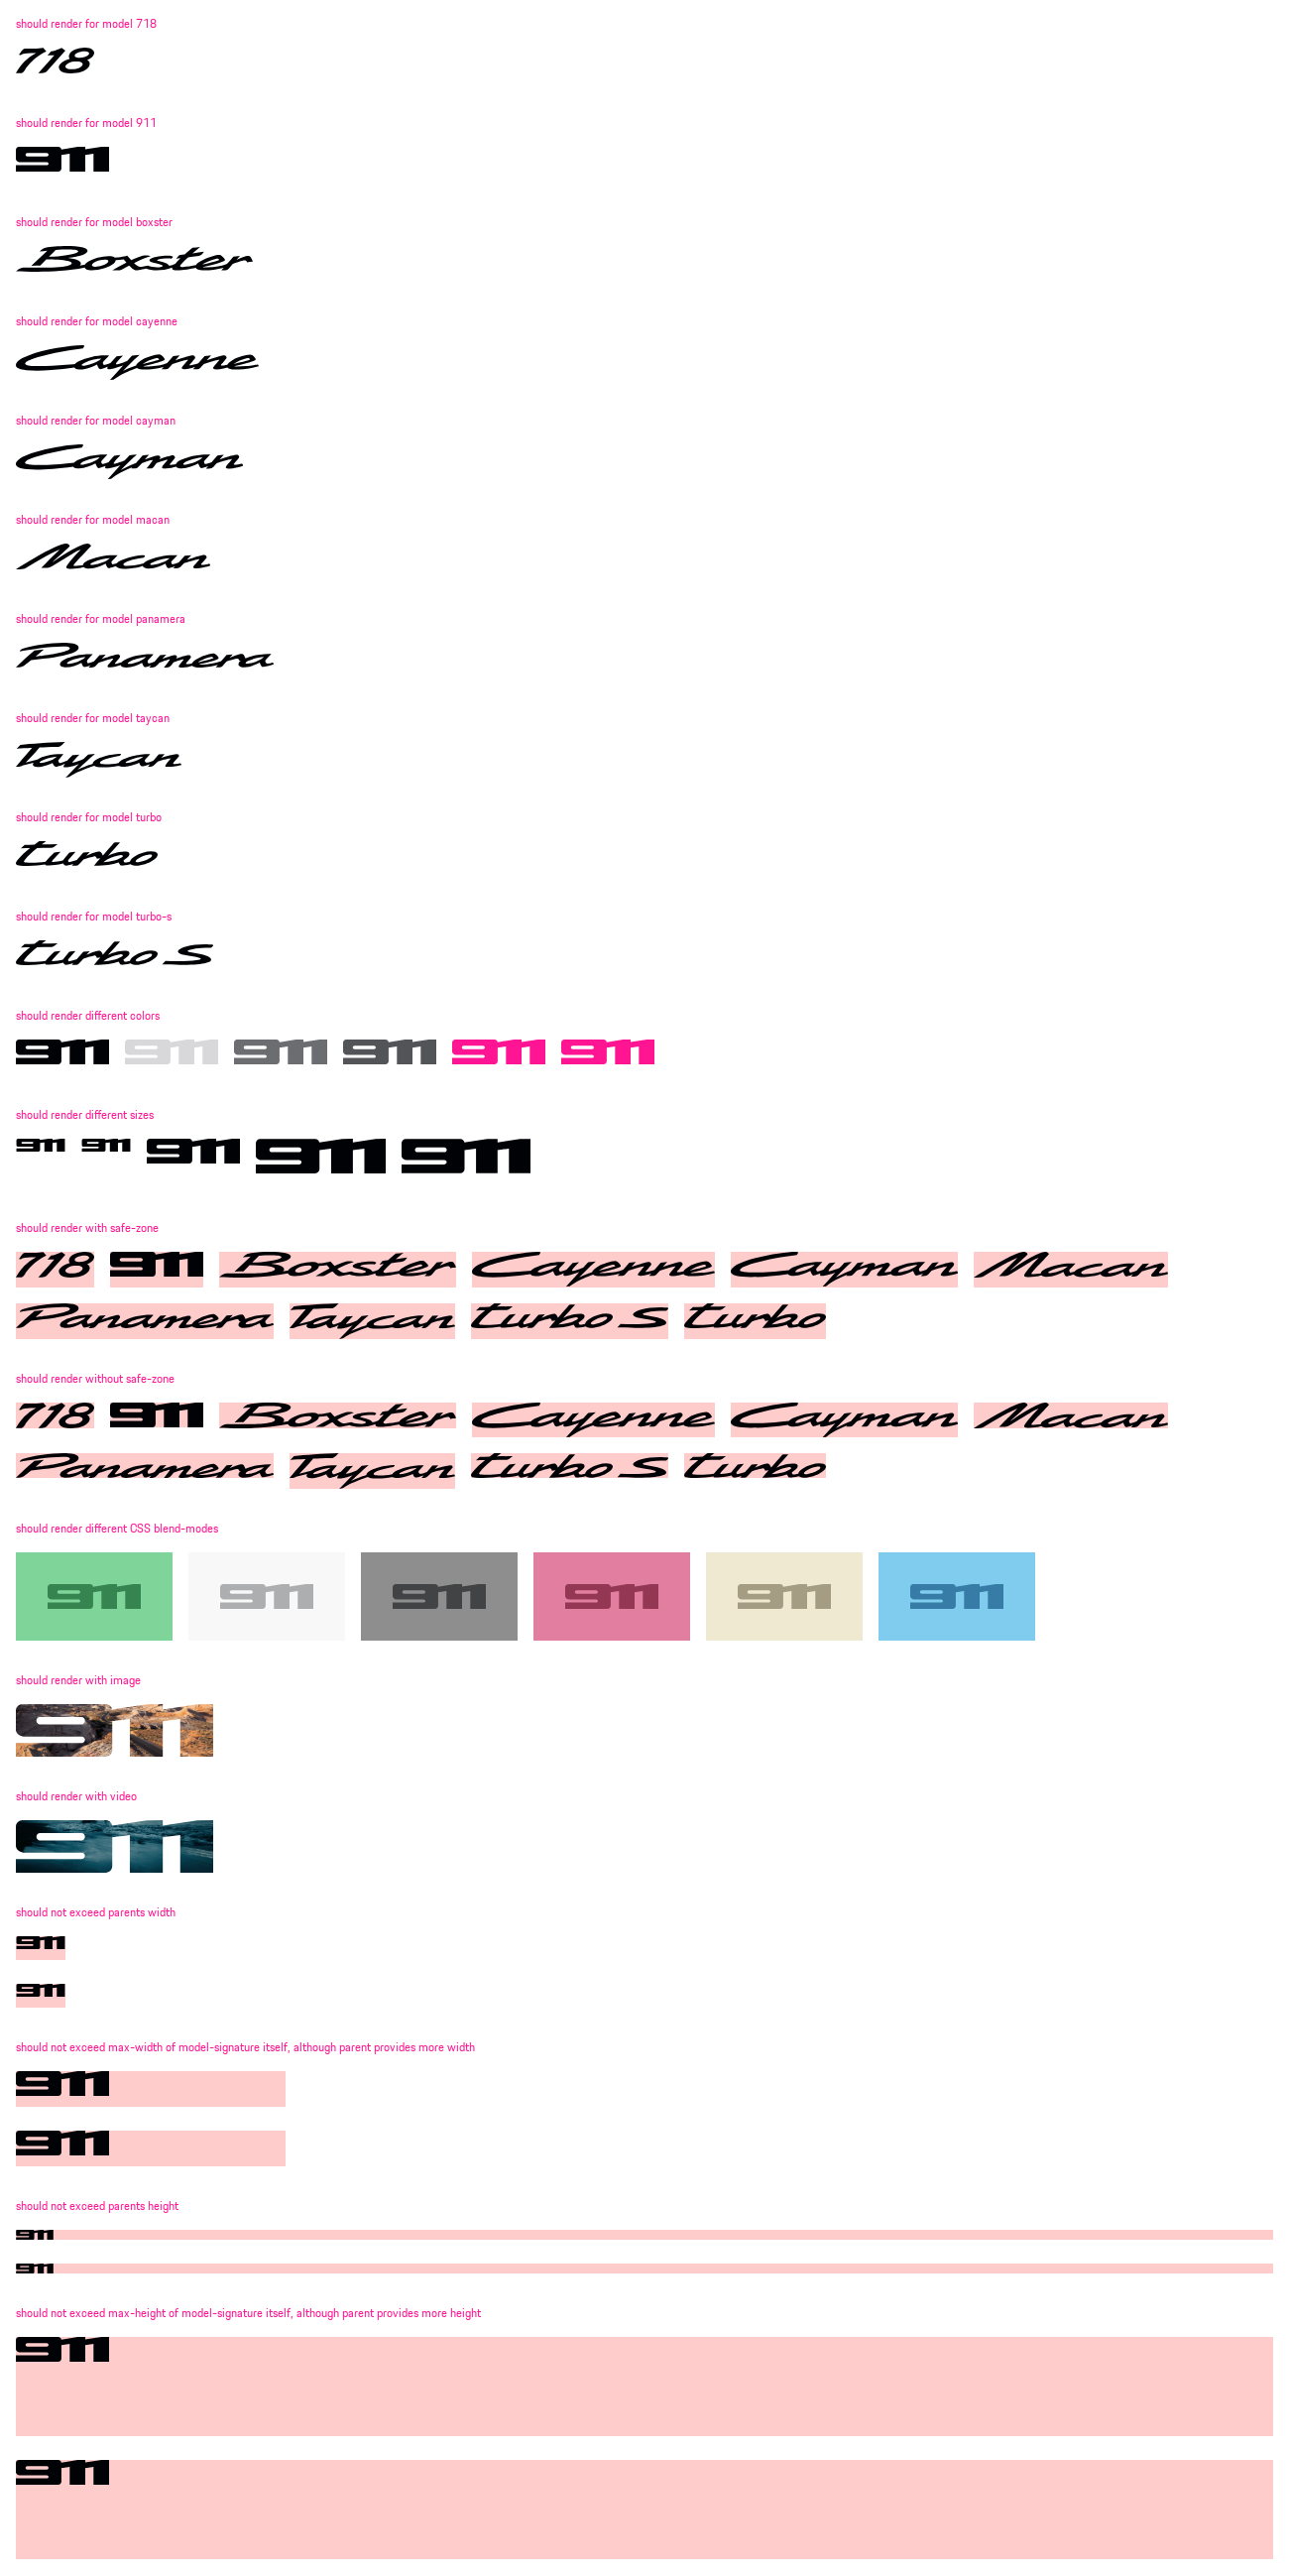 should render for model 718
718
should render for model 911
911
should render for model boxster
Boxster
should render for model cayenne
Cayenne
should render for model cayman
Cayman
should render for model macan
Macan
should render for model panamera
Panamera
should render for model taycan
Taycan
should render for model turbo
turbo
should render for model turbo-s
turbo S
should render different colors
911 911 911 911 911 911
should render different sizes
911 911 911 911 911
should render with safe-zone
718 911 Boxster Cayenne Cayman Macan
Panamera Taycan turbo S turbo
should render without safe-zone
718 911 Boxster Cayenne Cayman Macan
Panamera Taycan turbo S turbo
should render different CSS blend-modes
911 911 911 911 911 911
should render with image
911
should render with video
911
should not exceed parents width
911
911
should not exceed max-width of model-signature itself, although parent provides more width
911
911
should not exceed parents height
911
911
should not exceed max-height of model-signature itself, although parent provides more height
911
911